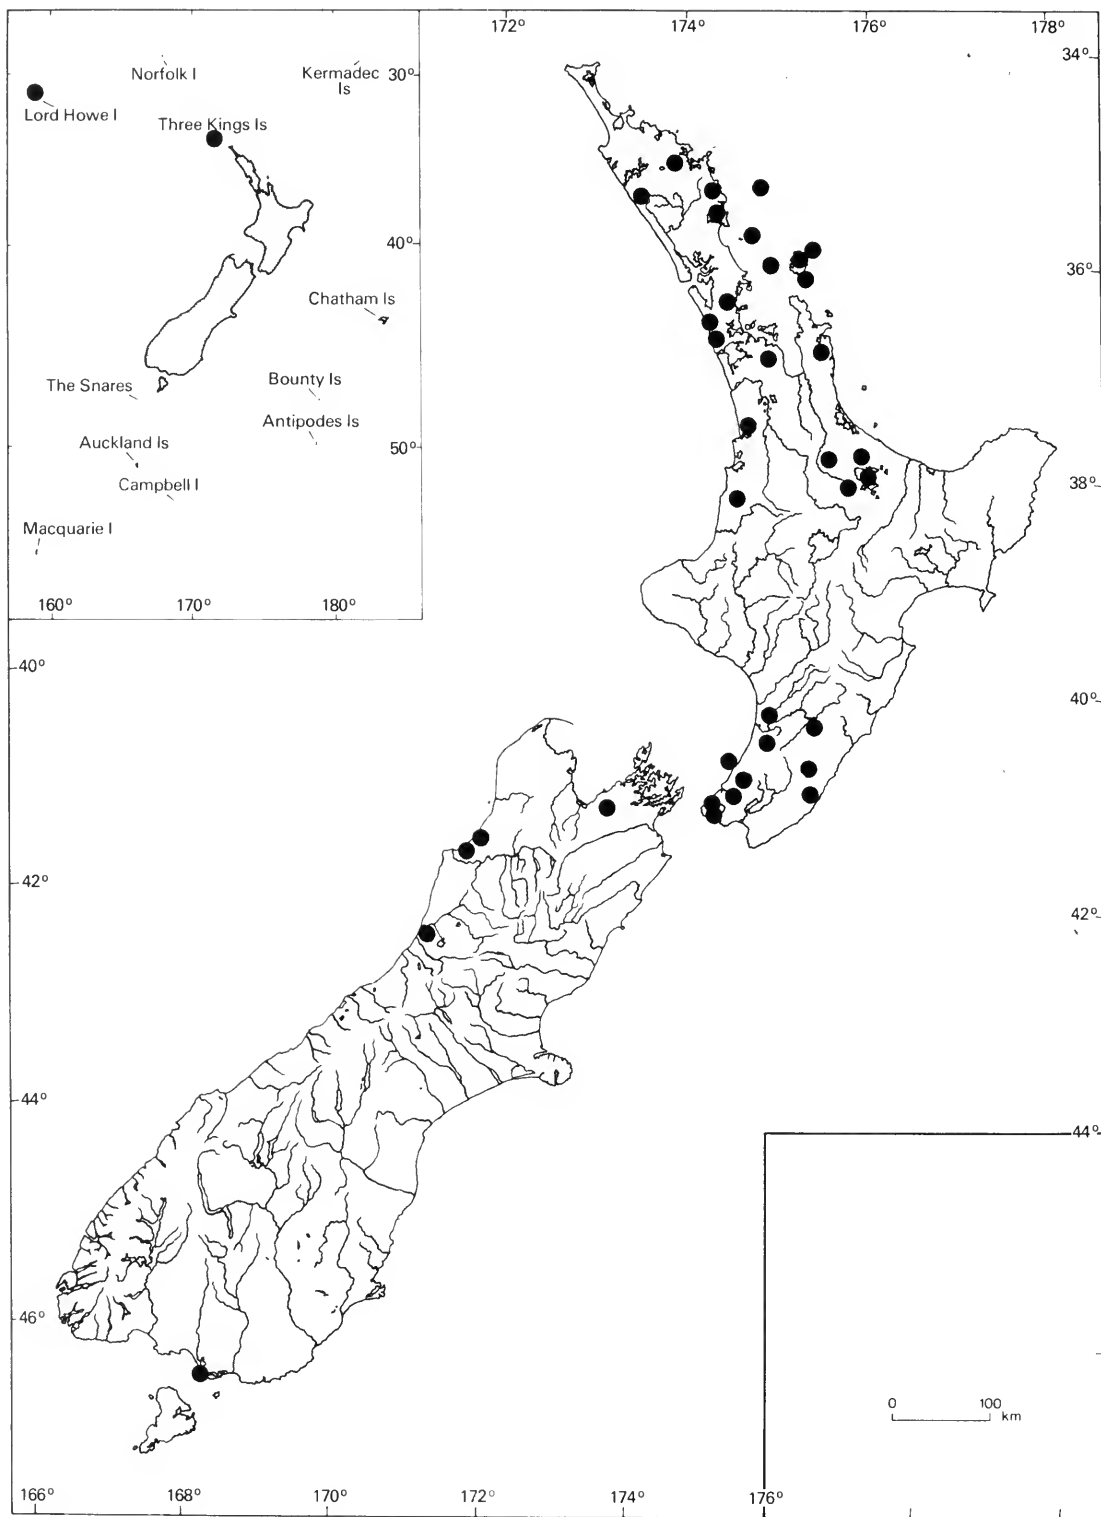 172° 174° 176° 178°
34°
Norfolk I
Kermadec
Is
30°
Lord Howe I
Three Kings Is
40°
36°
Chatham Is
The Snares
Bounty Is
Antipodes Is
Auckland Is
50°
Campbell I
38°
Macquarie I
160° 170° 180°
40°
40°
42°
42°
44°
44°
46°
0 100
km
166° 168° 170° 172° 174° 176°